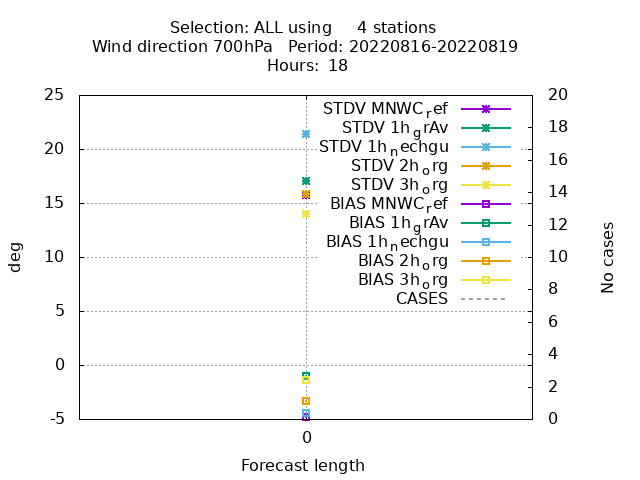 Selection: ALL using     4 stations
Wind direction 700hPa   Period: 20220816-20220819
Hours: 18
25
20
15
10
5
0
-5
deg
20
18
16
14
12
10
8
6
4
2
0
No cases
STDV MNWC_ref
STDV 1h_grAv
STDV 1h_nechgu
STDV 2h_org
STDV 3h_org
BIAS MNWC_ref
BIAS 1h_grAv
BIAS 1h_nechgu
BIAS 2h_org
BIAS 3h_org
CASES
0
Forecast length